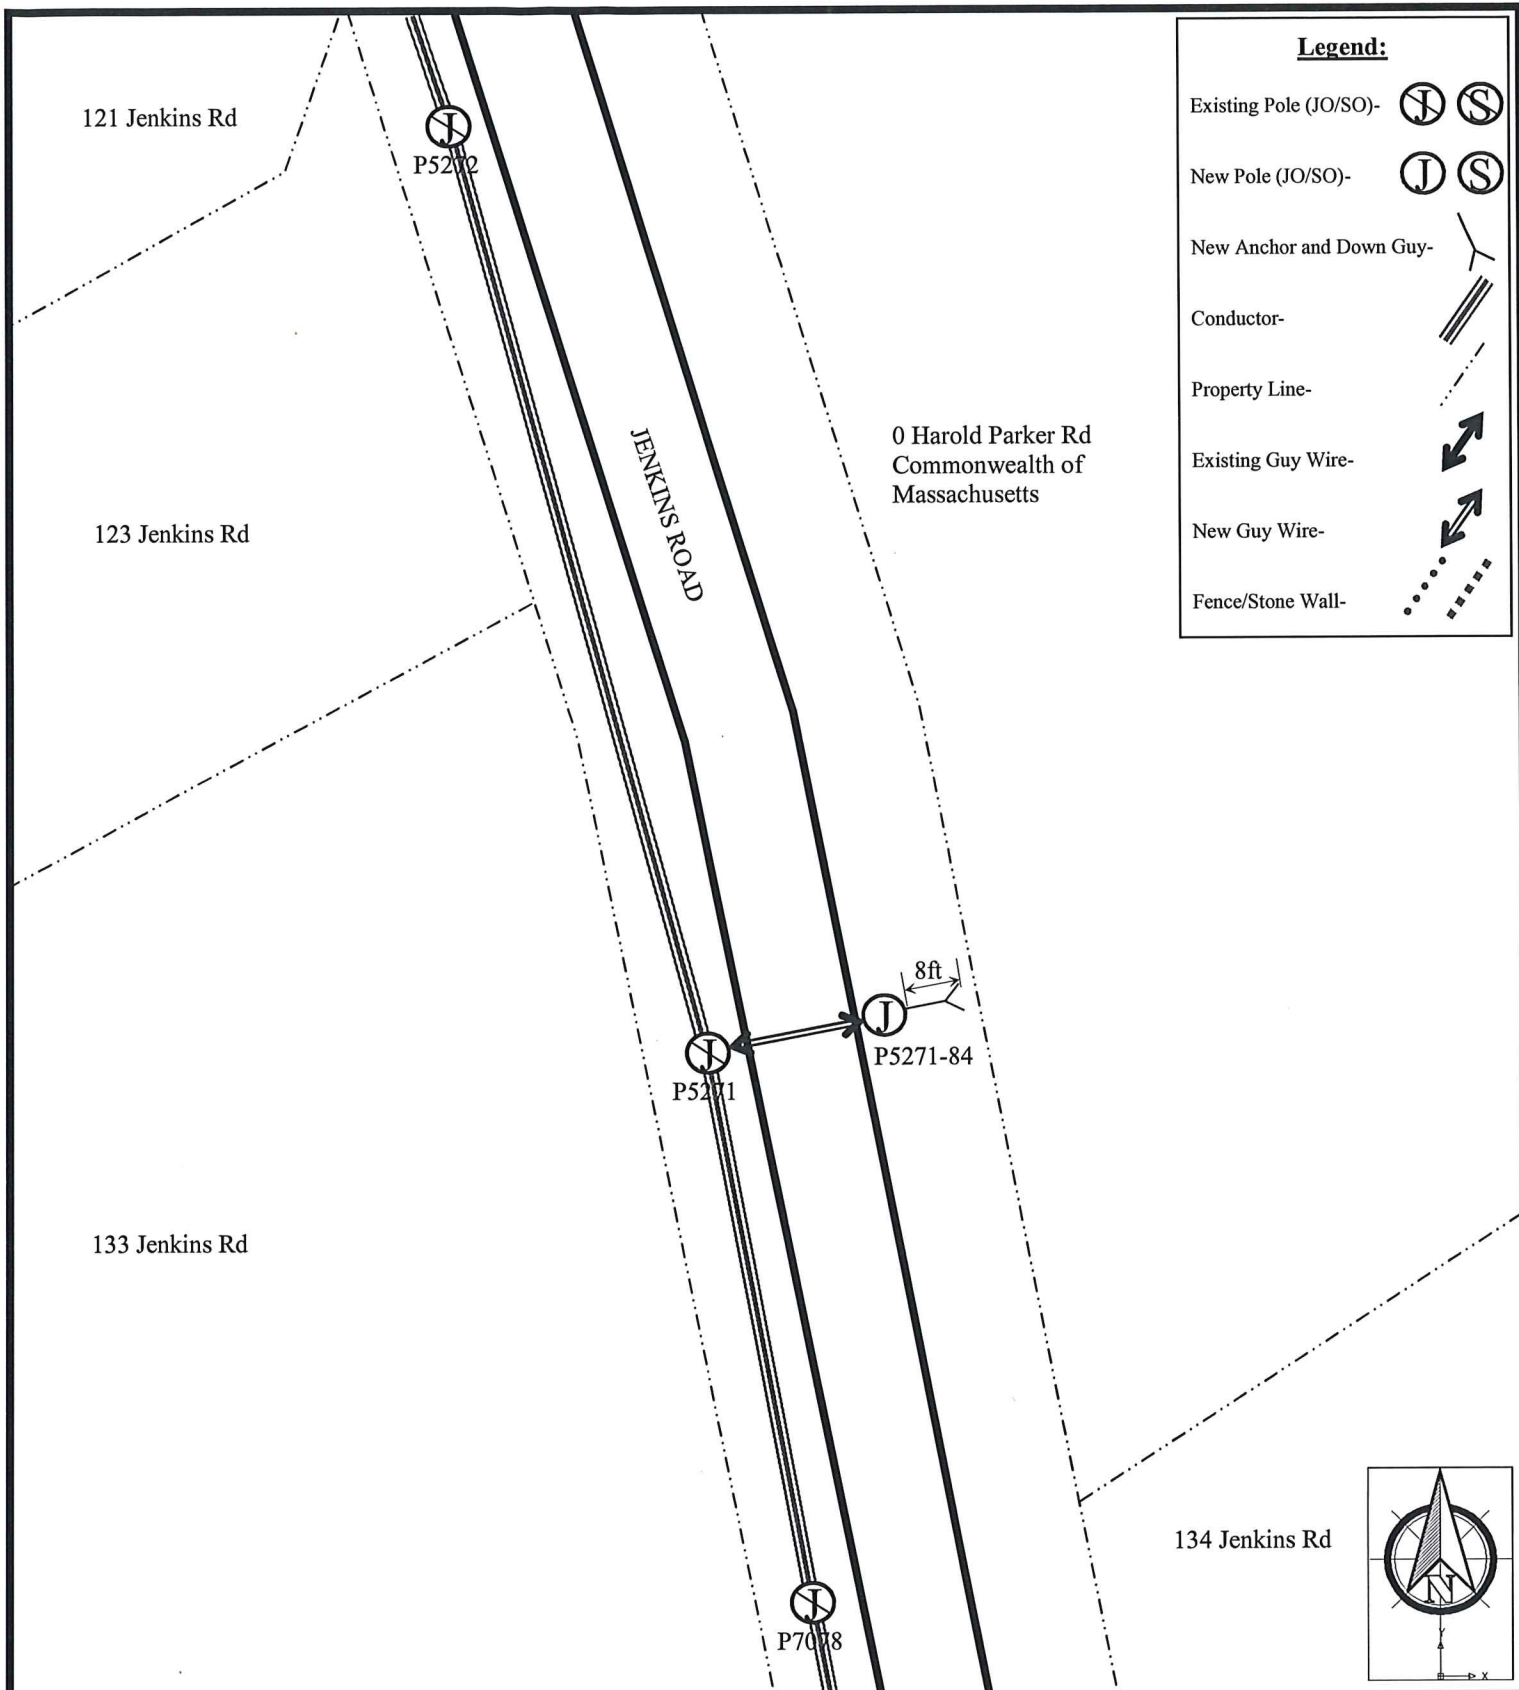 Legend:
Existing Pole (JO/SO)- J S
New Pole (JO/SO)- J S
New Anchor and Down Guy-
Conductor-
Property Line-
Existing Guy Wire-
New Guy Wire-
Fence/Stone Wall-
121 Jenkins Rd
J
P5272
JENKINS ROAD
0 Harold Parker Rd
Commonwealth of
Massachusetts
123 Jenkins Rd
8ft
J
P5271-84
J
P5271
133 Jenkins Rd
134 Jenkins Rd
J
P7078
N
Y
X